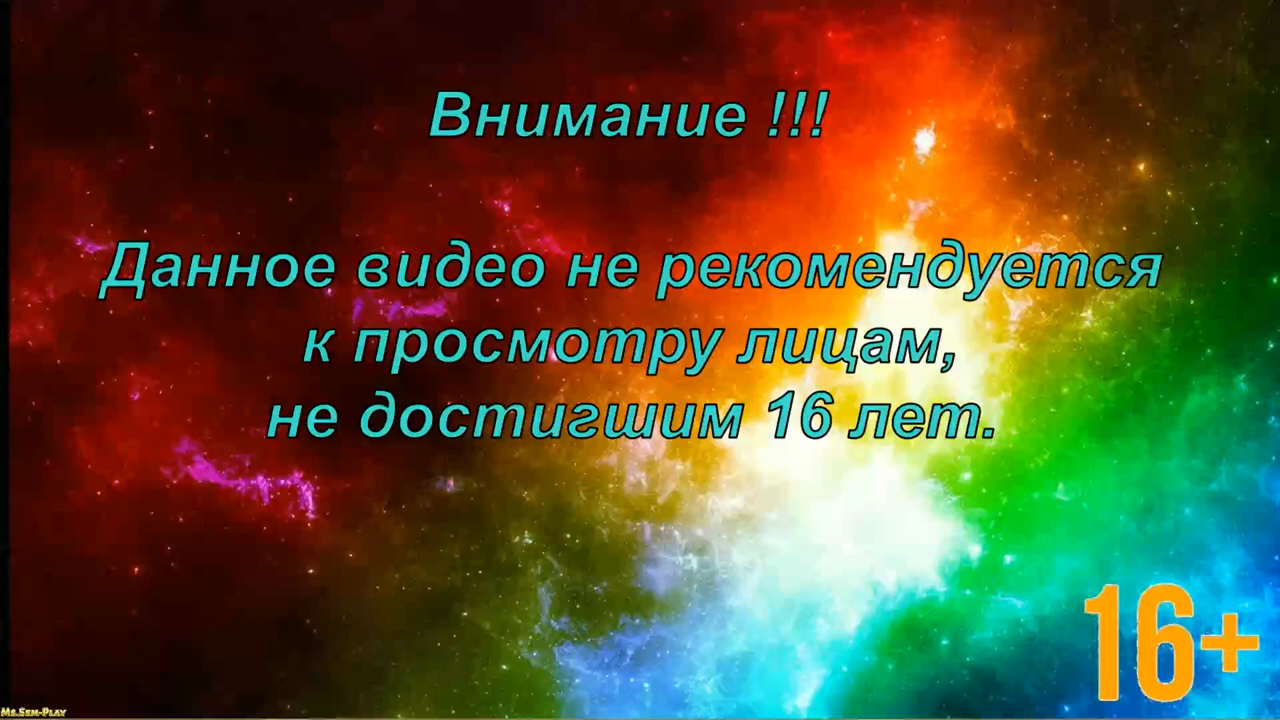 Внимание !!!
Данное видео не рекомендуется
к просмотру лицам,
не достигшим 16 лет.
16+
Ms.Sem-Play